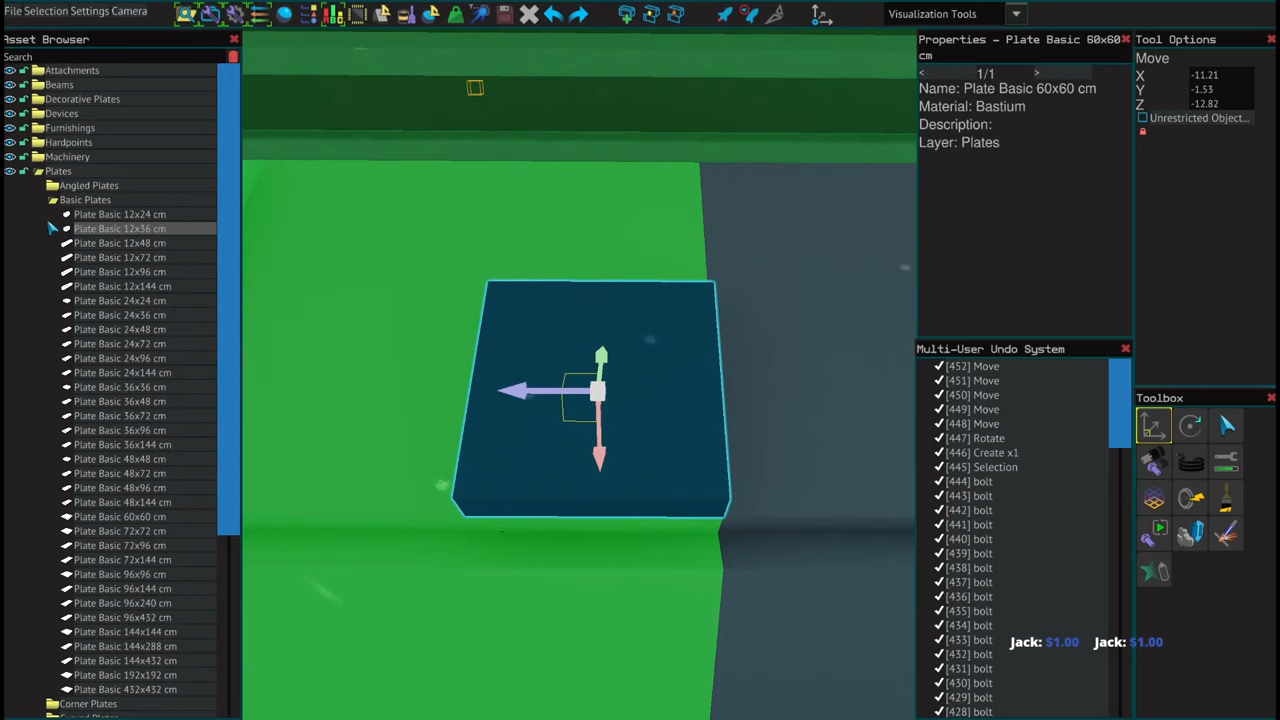 File Selection Settings Camera
Visualization Tools
Asset Browser
Search
Attachments
Beams
Decorative Plates
Devices
Furnishings
Hardpoints
Machinery
Plates
Angled Plates
Basic Plates
Plate Basic 12x24 cm
Plate Basic 12x36 cm
Plate Basic 12x48 cm
Plate Basic 12x72 cm
Plate Basic 12x96 cm
Plate Basic 12x144 cm
Plate Basic 24x24 cm
Plate Basic 24x36 cm
Plate Basic 24x48 cm
Plate Basic 24x72 cm
Plate Basic 24x96 cm
Plate Basic 24x144 cm
Plate Basic 36x36 cm
Plate Basic 36x48 cm
Plate Basic 36x72 cm
Plate Basic 36x96 cm
Plate Basic 36x144 cm
Plate Basic 48x48 cm
Plate Basic 48x72 cm
Plate Basic 48x96 cm
Plate Basic 48x144 cm
Plate Basic 60x60 cm
Plate Basic 72x72 cm
Plate Basic 72x96 cm
Plate Basic 72x144 cm
Plate Basic 96x96 cm
Plate Basic 96x144 cm
Plate Basic 96x240 cm
Plate Basic 96x432 cm
Plate Basic 144x144 cm
Plate Basic 144x288 cm
Plate Basic 144x432 cm
Plate Basic 192x192 cm
Plate Basic 432x432 cm
Corner Plates
Properties - Plate Basic 60x60
cm
< 1/1 >
Name: Plate Basic 60x60 cm
Material: Bastium
Description:
Layer: Plates
Multi-User Undo System
[452] Move
[451] Move
[450] Move
[449] Move
[448] Move
[447] Rotate
[446] Create x1
[445] Selection
[444] bolt
[443] bolt
[442] bolt
[441] bolt
[440] bolt
[439] bolt
[438] bolt
[437] bolt
[436] bolt
[435] bolt
[434] bolt
[433] bolt
[432] bolt
[431] bolt
[430] bolt
[429] bolt
[428] bolt
Tool Options
Move
X -11.21
Y -1.53
Z -12.82
Unrestricted Object...
Toolbox
Jack: $1.00 Jack: $1.00